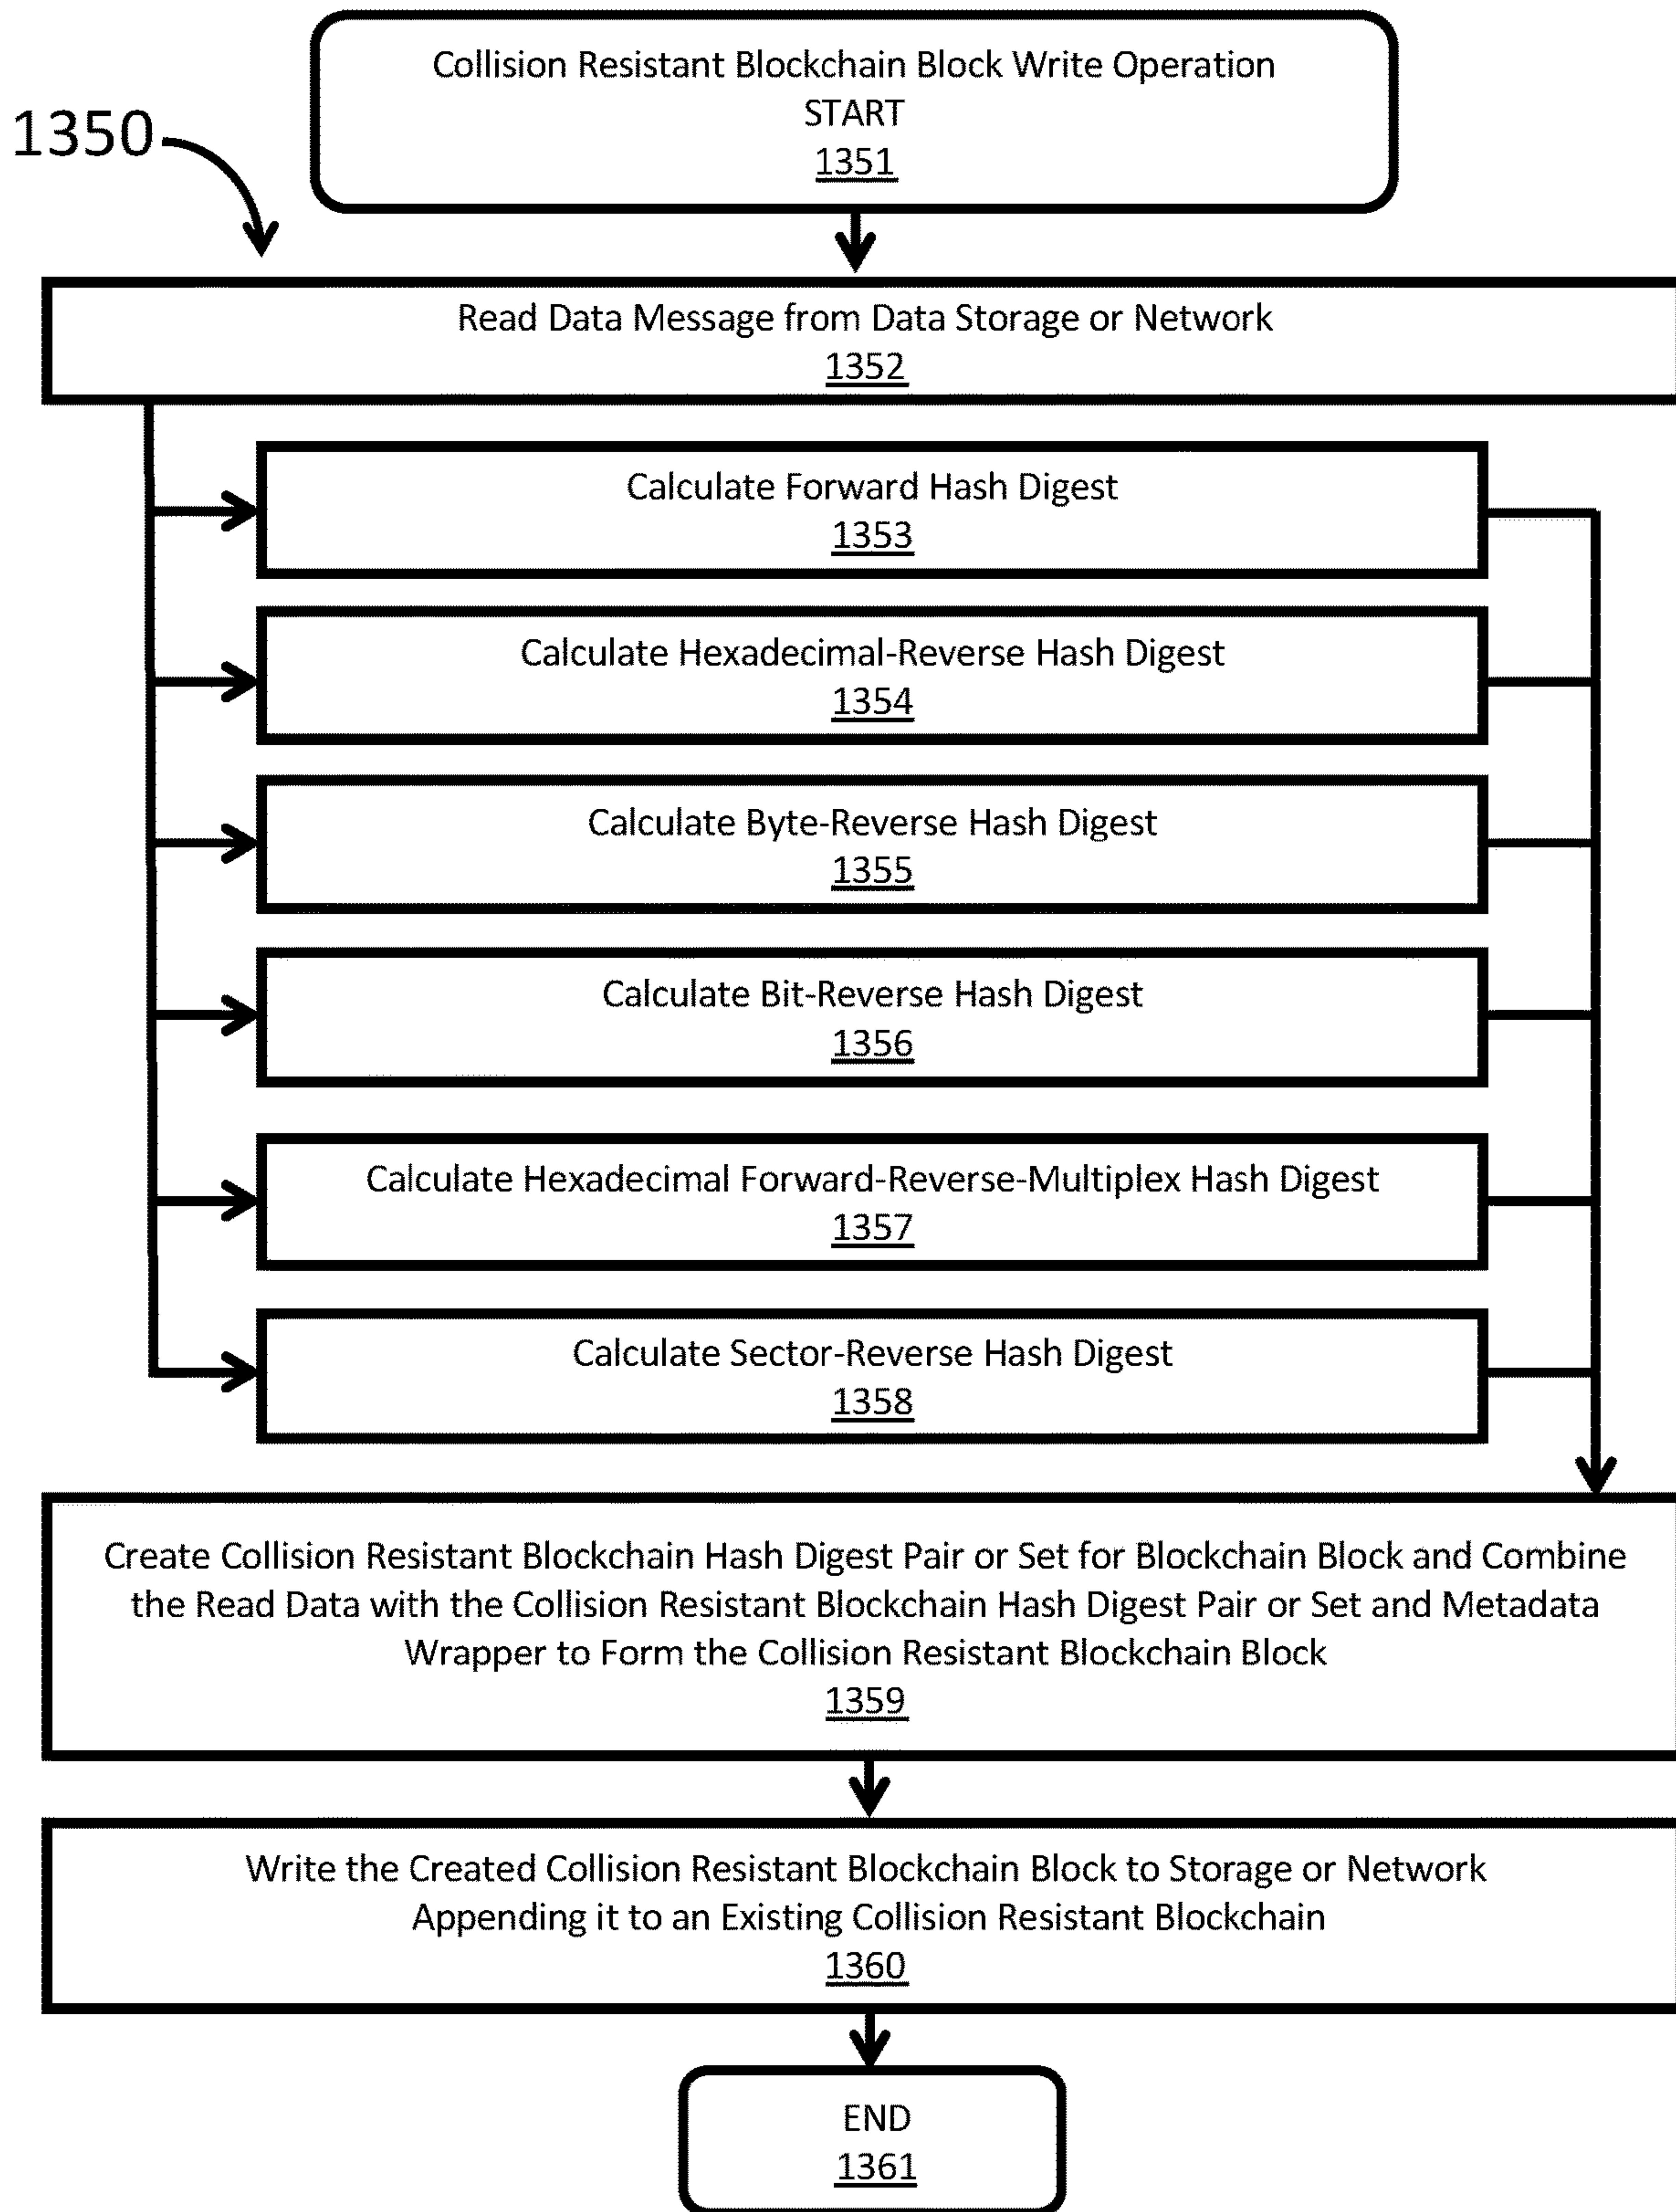 Collision Resistant Blockchain Block Write Operation
START
1351
1350
Read Data Message from Data Storage or Network
1352
Calculate Forward Hash Digest
1353
Calculate Hexadecimal-Reverse Hash Digest
1354
Calculate Byte-Reverse Hash Digest
1355
Calculate Bit-Reverse Hash Digest
1356
Calculate Hexadecimal Forward-Reverse-Multiplex Hash Digest
1357
Calculate Sector-Reverse Hash Digest
1358
Create Collision Resistant Blockchain Hash Digest Pair or Set for Blockchain Block and Combine
the Read Data with the Collision Resistant Blockchain Hash Digest Pair or Set and Metadata
Wrapper to Form the Collision Resistant Blockchain Block
1359
Write the Created Collision Resistant Blockchain Block to Storage or Network
Appending it to an Existing Collision Resistant Blockchain
1360
END
1361